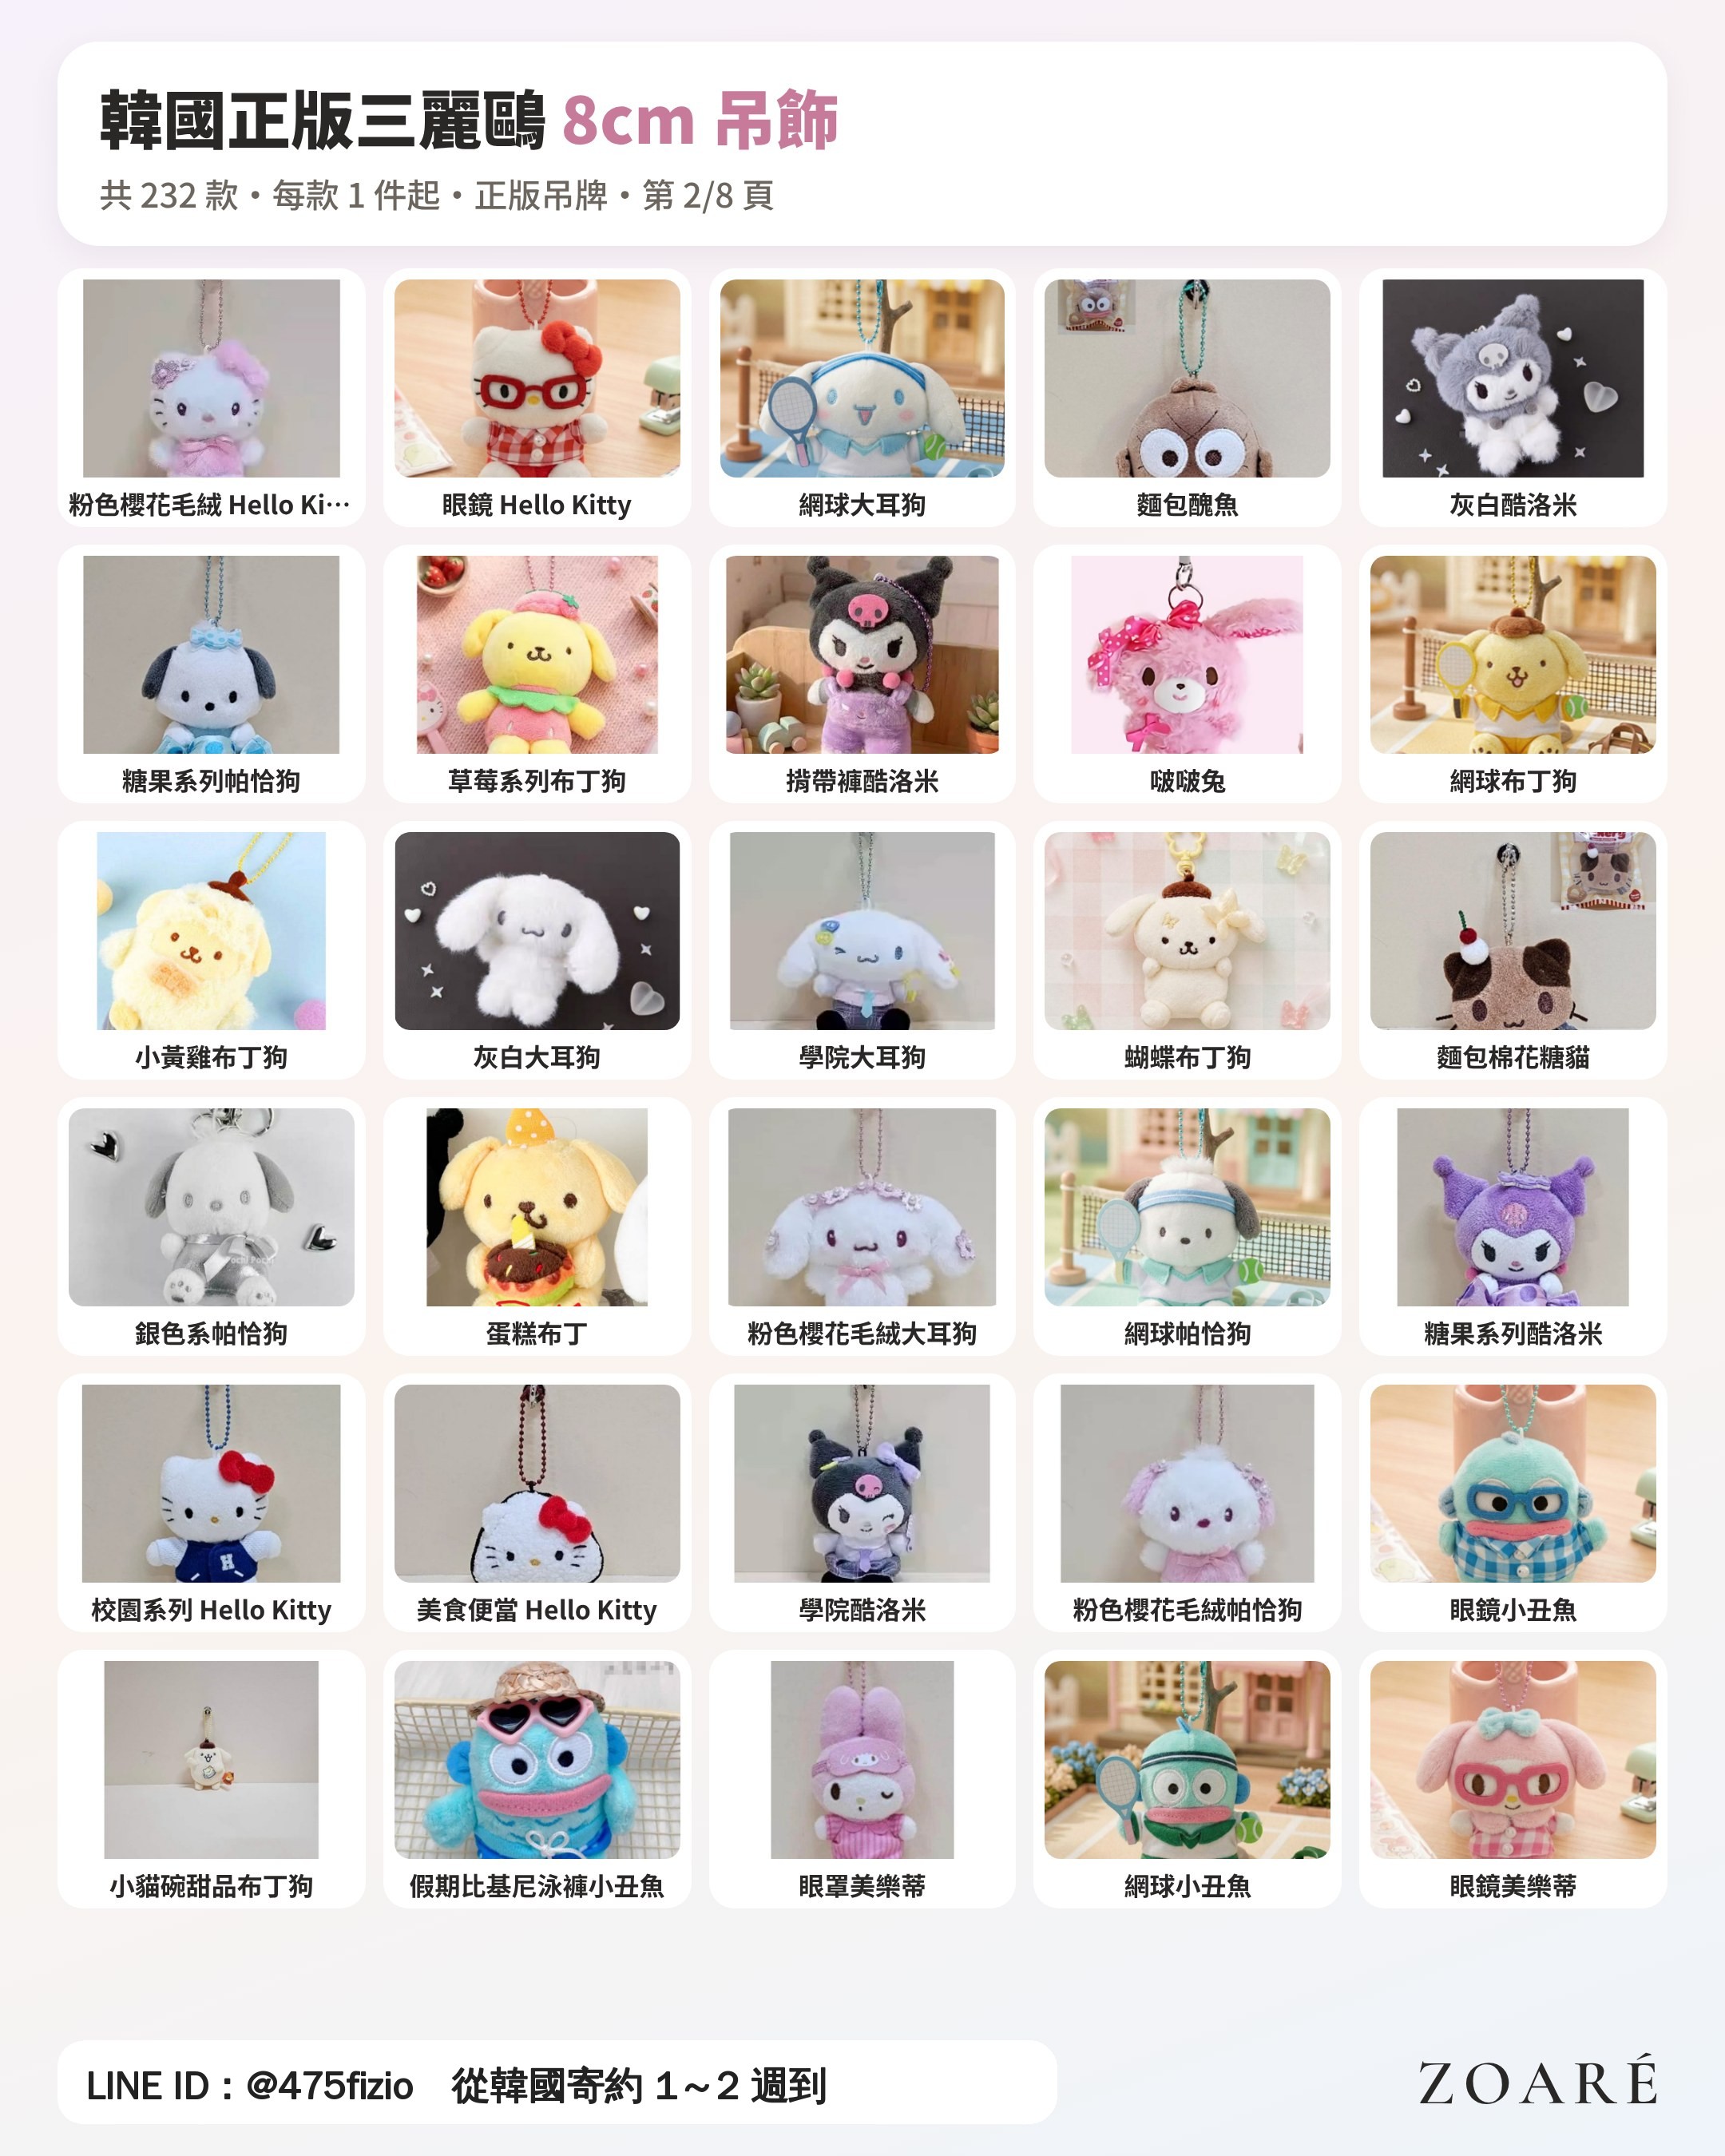 韓國正版三麗鷗 8cm 吊飾
共 232 款・每款 1 件起・正版吊牌・第 2/8 頁
粉色櫻花毛絨 Hello Ki…
眼鏡 Hello Kitty
網球大耳狗
麵包醜魚
灰白酷洛米
糖果系列帕恰狗
草莓系列布丁狗
揹帶褲酷洛米
啵啵兔
網球布丁狗
小黃雞布丁狗
灰白大耳狗
學院大耳狗
蝴蝶布丁狗
麵包棉花糖貓
銀色系帕恰狗
蛋糕布丁
粉色櫻花毛絨大耳狗
網球帕恰狗
糖果系列酷洛米
校園系列 Hello Kitty
H
美食便當 Hello Kitty
學院酷洛米
粉色櫻花毛絨帕恰狗
眼鏡小丑魚
小貓碗甜品布丁狗
假期比基尼泳褲小丑魚
眼罩美樂蒂
網球小丑魚
眼鏡美樂蒂
LINE ID：@475fizio 從韓國寄約 1~2 週到
ZOARÉ